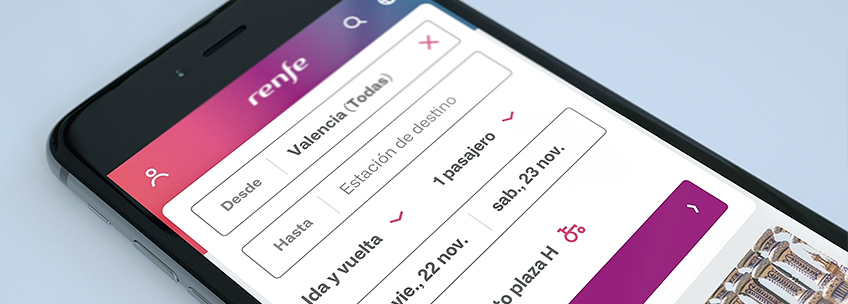 renfe
Desde Valencia (Todas)
Hasta Estación de destino
Ida y vuelta 1 pasajero
vie., 22 nov. sab., 23 nov.
plaza H